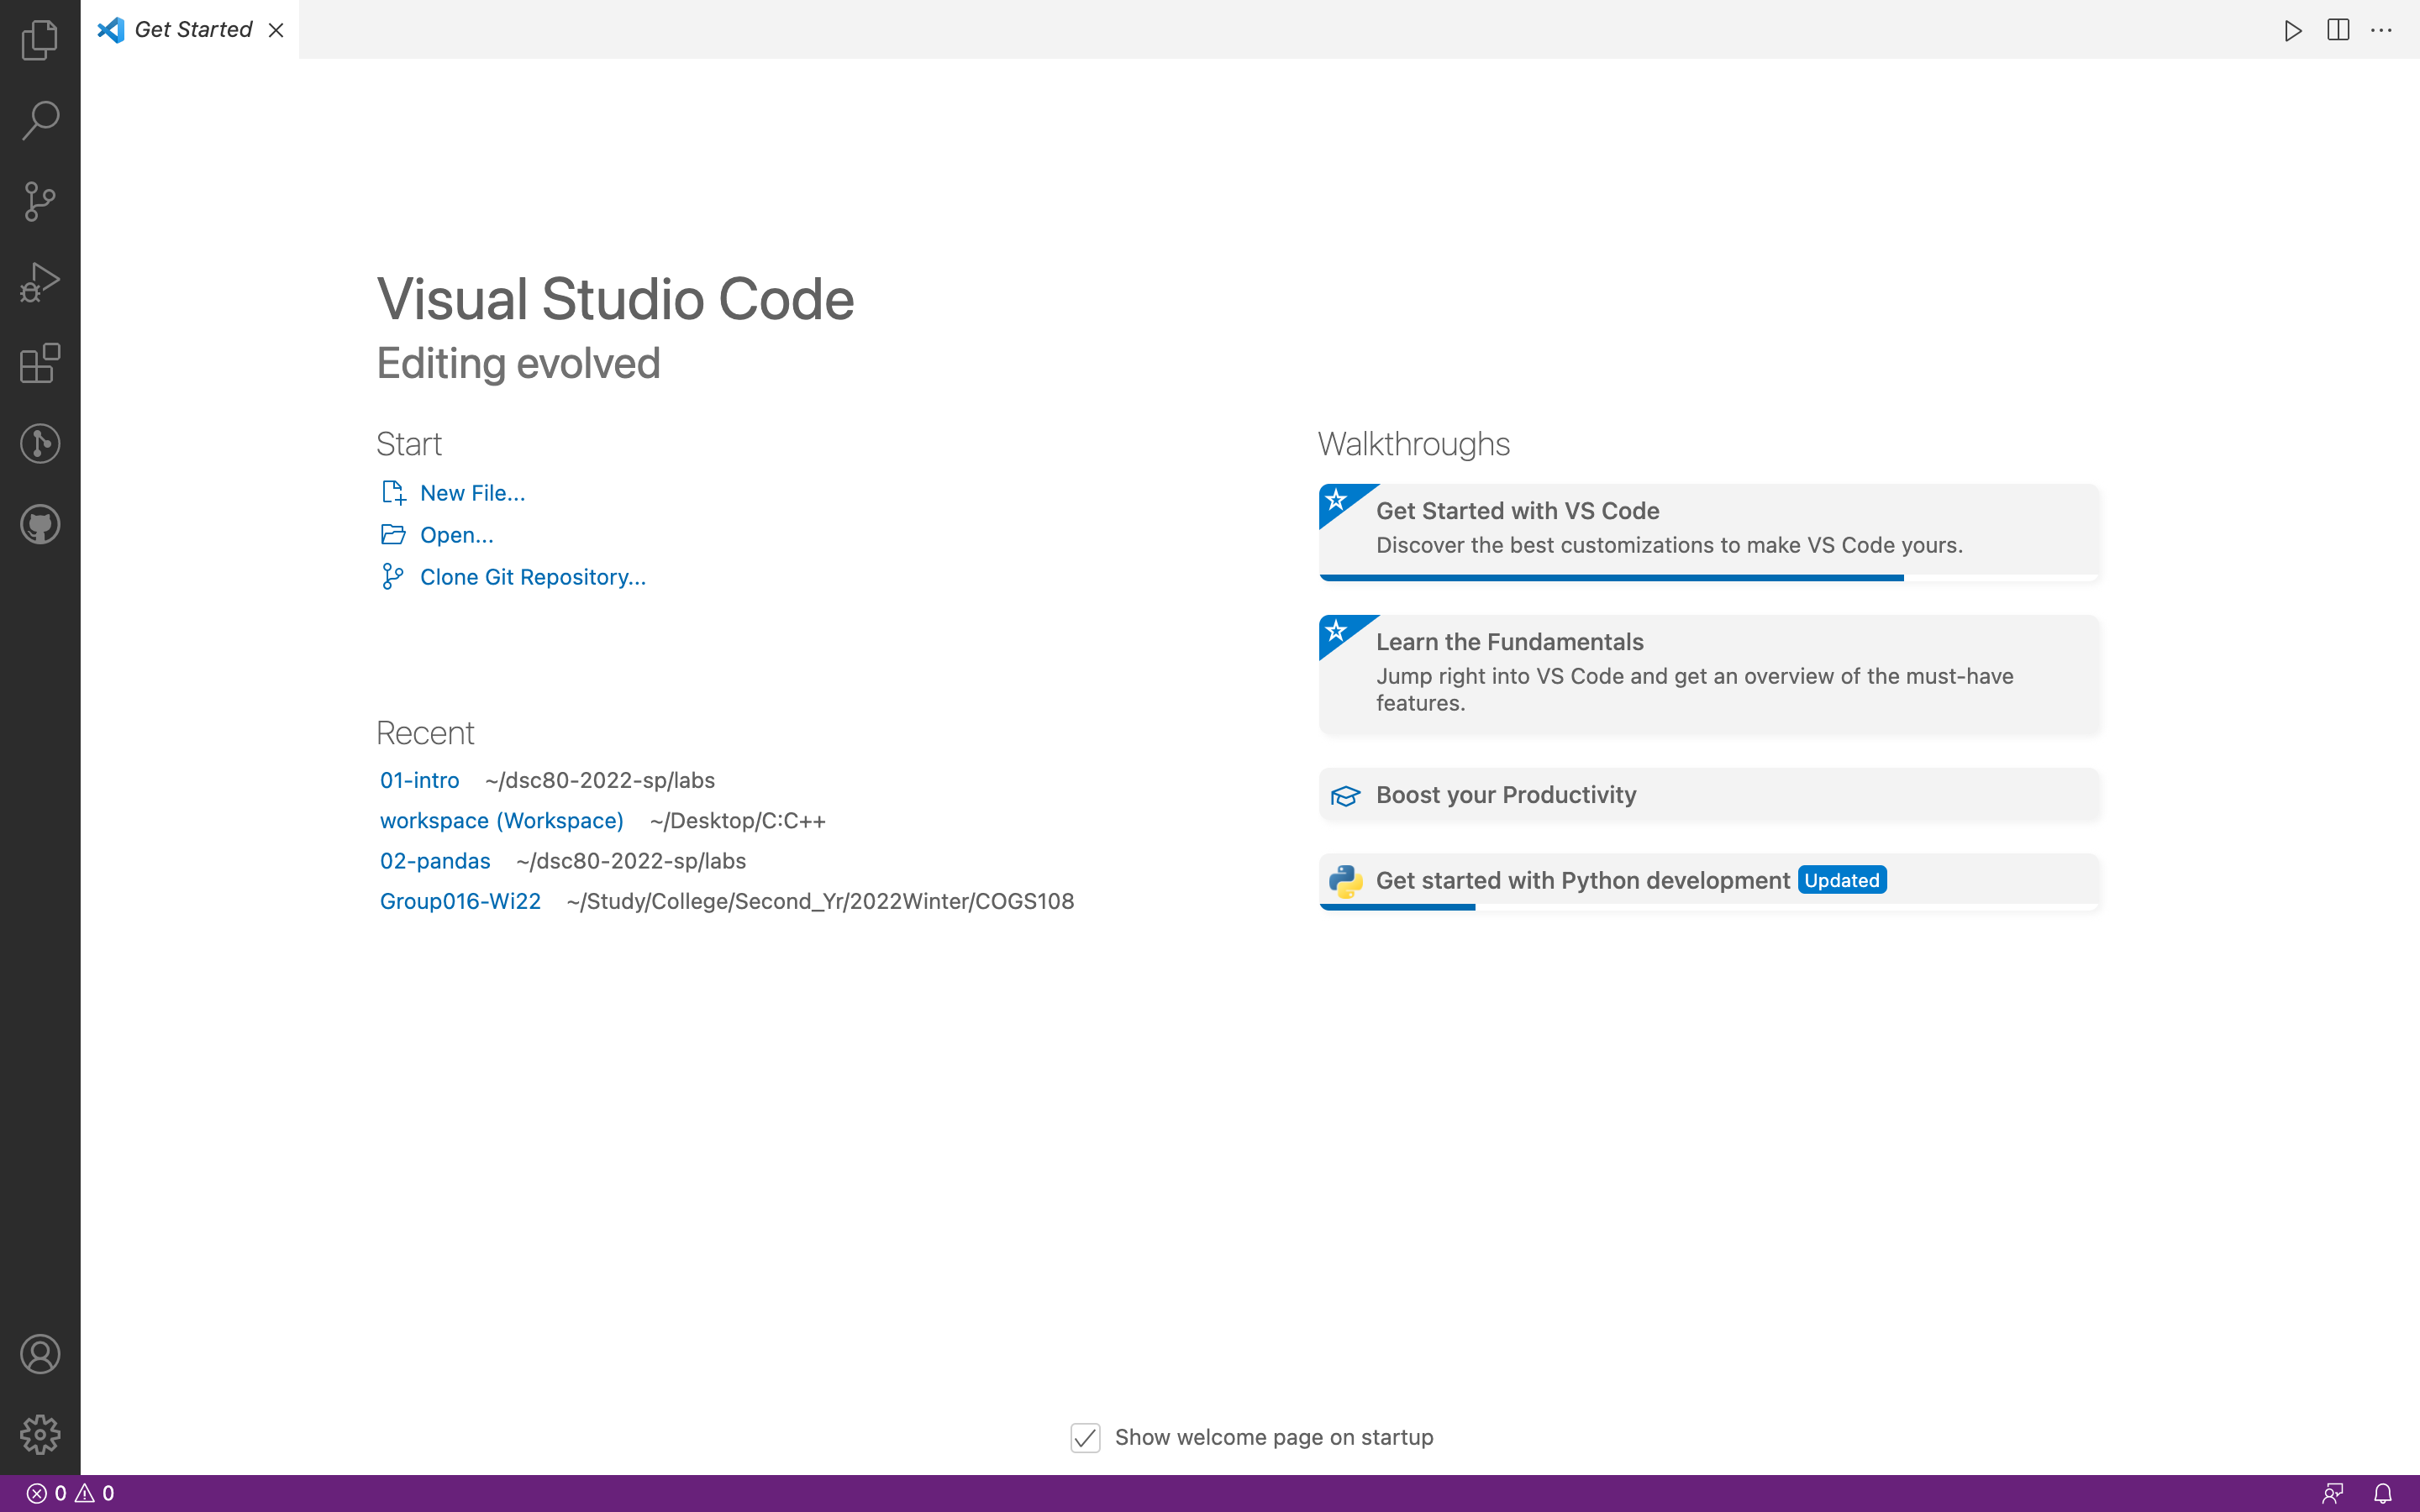 Get Started
Visual Studio Code
Editing evolved
Start
New File...
Open...
Clone Git Repository...
Recent
01-intro ~/dsc80-2022-sp/labs
workspace (Workspace) ~/Desktop/C:C++
02-pandas ~/dsc80-2022-sp/labs
Group016-Wi22 ~/Study/College/Second_Yr/2022Winter/COGS108
Walkthroughs
Get Started with VS Code
Discover the best customizations to make VS Code yours.
Learn the Fundamentals
Jump right into VS Code and get an overview of the must-have
features.
Boost your Productivity
Get started with Python development Updated
Show welcome page on startup
0 0